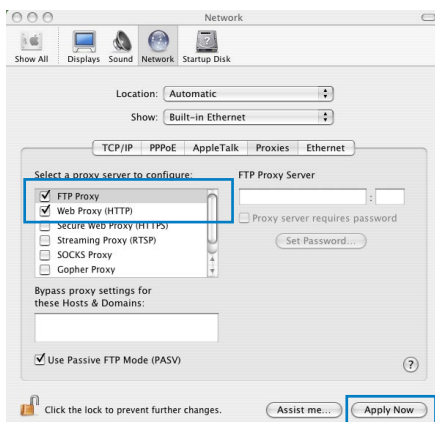 Network
Show All Displays Sound Network Startup Disk
Location: Automatic
Show: Built-in Ethernet
TCP/IP PPPoE AppleTalk Proxies Ethernet
Select a proxy server to configure: FTP Proxy Server
FTP Proxy :
Web Proxy (HTTP) Proxy server requires password
Secure Web Proxy (HTTPS)
Streaming Proxy (RTSP) Set Password...
SOCKS Proxy
Gopher Proxy
Bypass proxy settings for
these Hosts & Domains:
Use Passive FTP Mode (PASV) ?
Click the lock to prevent further changes. Assist me... Apply Now